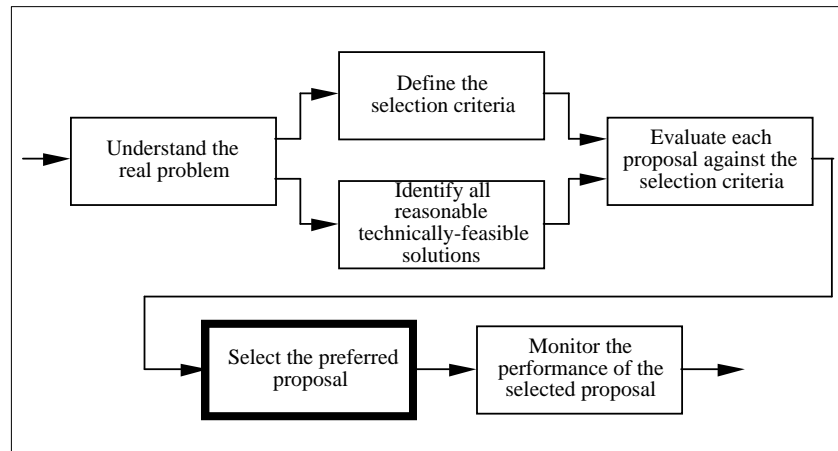 Understand the
real problem
Define the
selection criteria
Identify all
reasonable
technically-feasible
solutions
Evaluate each
proposal against the
selection criteria
Select the preferred
proposal
Monitor the
performance of the
selected proposal